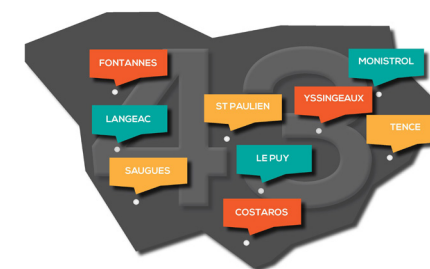 43
FONTANNES
MONISTROL
YSSINGEAUX
ST PAULIEN
LANGEAC
TENCE
LE PUY
SAUGUES
COSTAROS